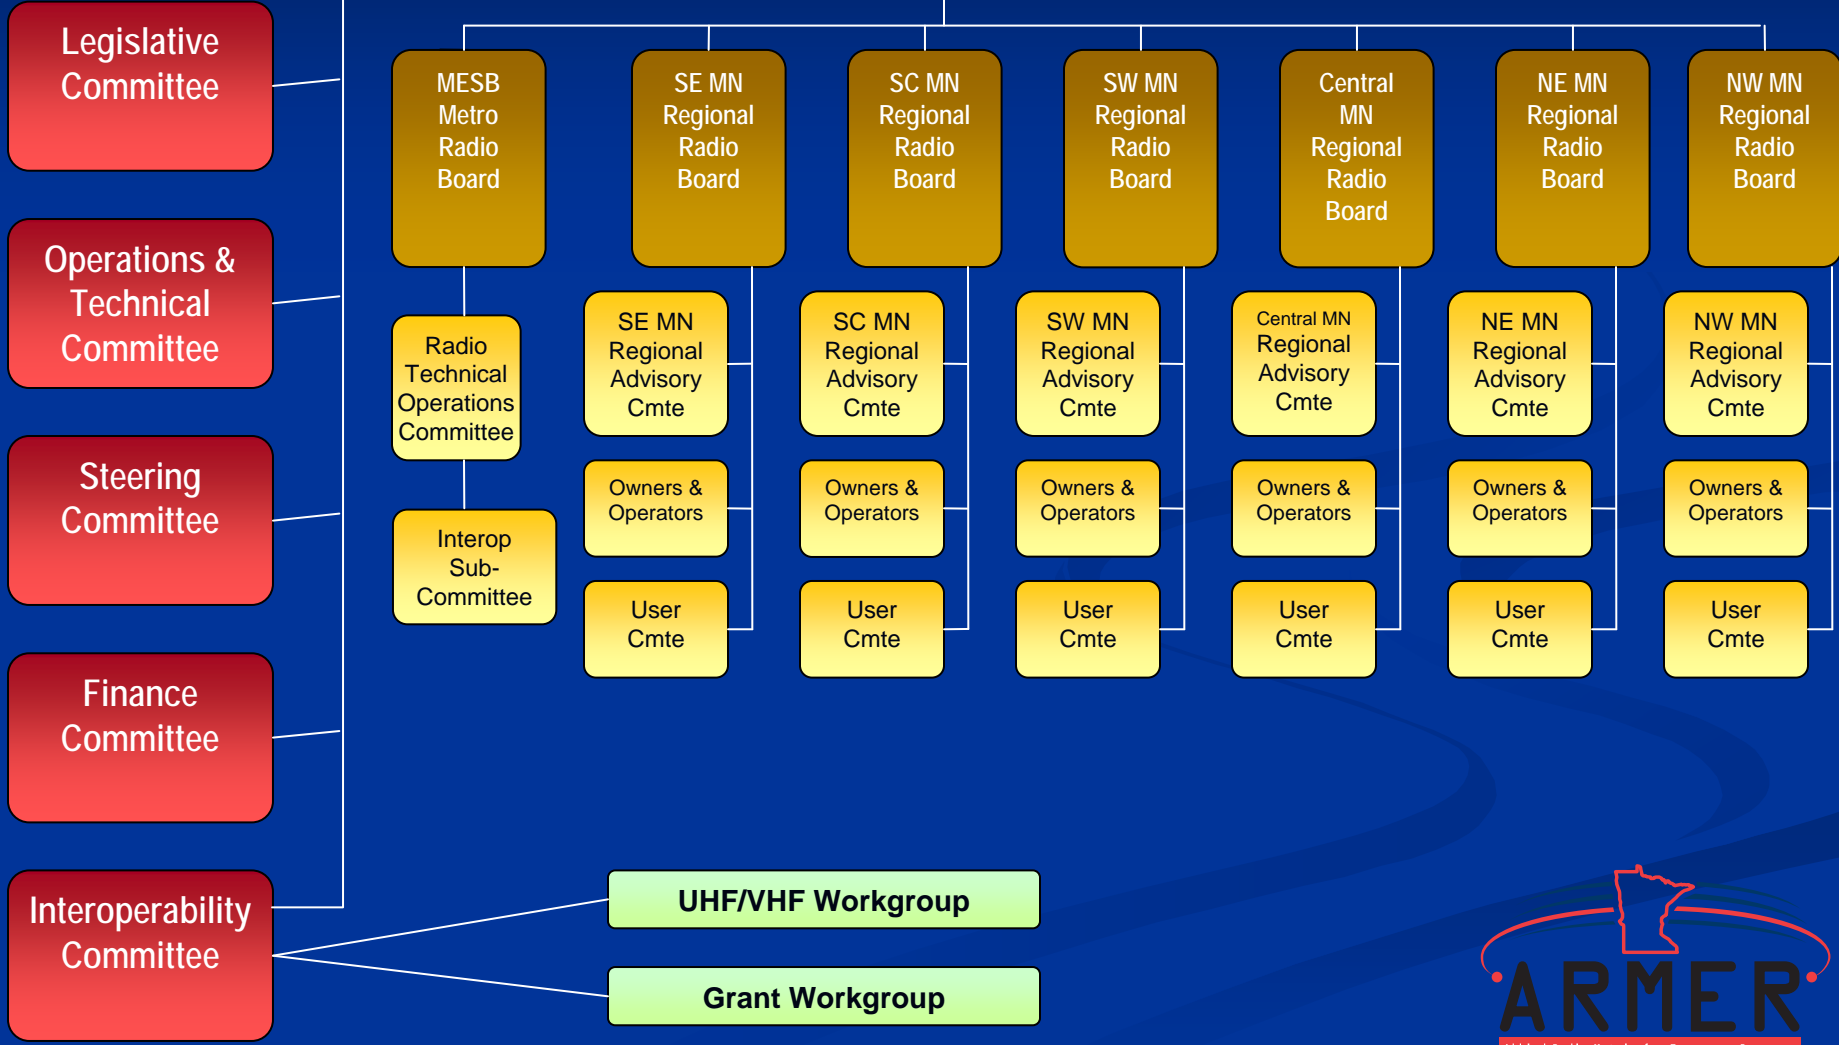 Legislative
Committee
Operations &
Technical
Committee
Steering
Committee
Finance
Committee
Interoperability
Committee
MESB
Metro
Radio
Board
SE MN
Regional
Radio
Board
SC MN
Regional
Radio
Board
SW MN
Regional
Radio
Board
Central
MN
Regional
Radio
Board
NE MN
Regional
Radio
Board
NW MN
Regional
Radio
Board
Radio
Technical
Operations
Committee
Interop
Sub-
Committee
SE MN
Regional
Advisory
Cmte
Owners &
Operators
User
Cmte
SC MN
Regional
Advisory
Cmte
Owners &
Operators
User
Cmte
SW MN
Regional
Advisory
Cmte
Owners &
Operators
User
Cmte
Central MN
Regional
Advisory
Cmte
Owners &
Operators
User
Cmte
NE MN
Regional
Advisory
Cmte
Owners &
Operators
User
Cmte
NW MN
Regional
Advisory
Cmte
Owners &
Operators
User
Cmte
UHF/VHF Workgroup
Grant Workgroup
ARMER